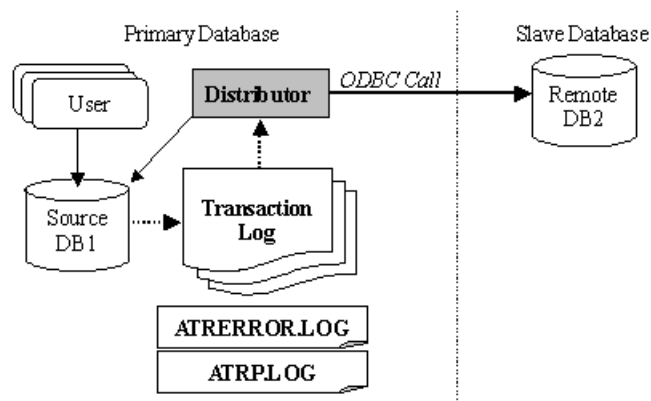 Primary Database
Slave Database
User
Distributor
ODBC Call
Remote
DB2
Source
DB1
Transaction
Log
ATRERROR.LOG
ATRP.LOG